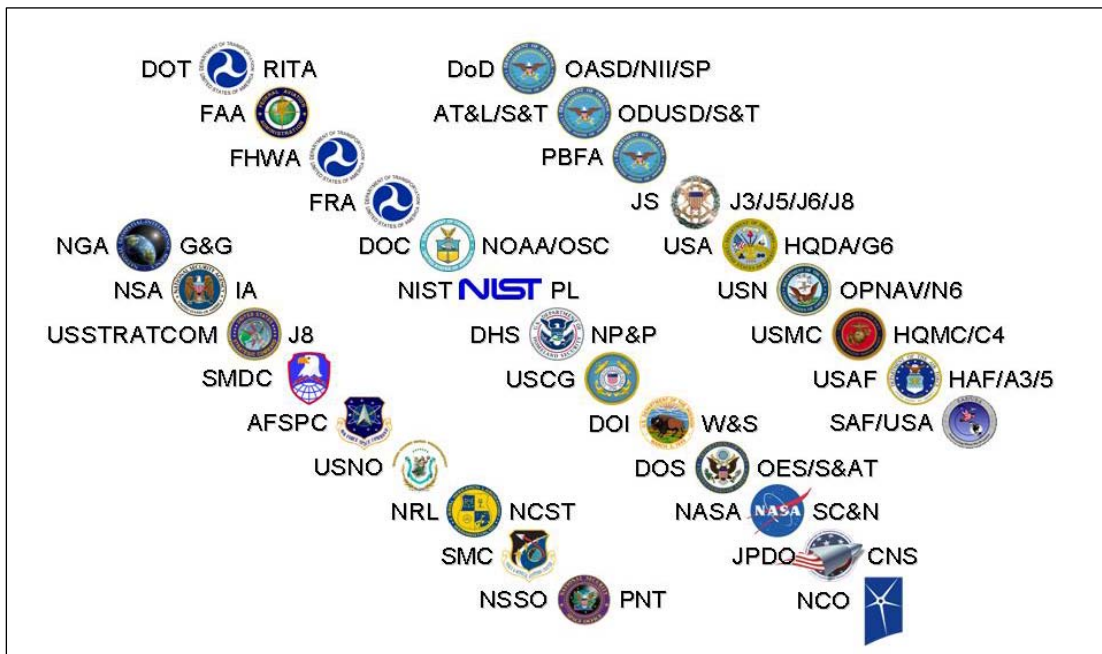 DOT RITA
DoD OASD/NII/SP
FAA
AT&L/S&T ODUSD/S&T
FHWA
PBFA
FRA
JS J3/J5/J6/J8
NGA G&G
DOC NOAA/OSC
USA HQDA/G6
NSA IA
NIST NIST PL
USN OPNAV/N6
USSTRATCOM J8
DHS NP&P
USMC HQMC/C4
SMDC
USCG
USAF HAF/A3/5
AFSPC
DOI W&S
SAF/USA
USNO
DOS OES/S&AT
NRL NCST
NASA NASA SC&N
SMC
JPDO CNS
NSSO PNT
NCO